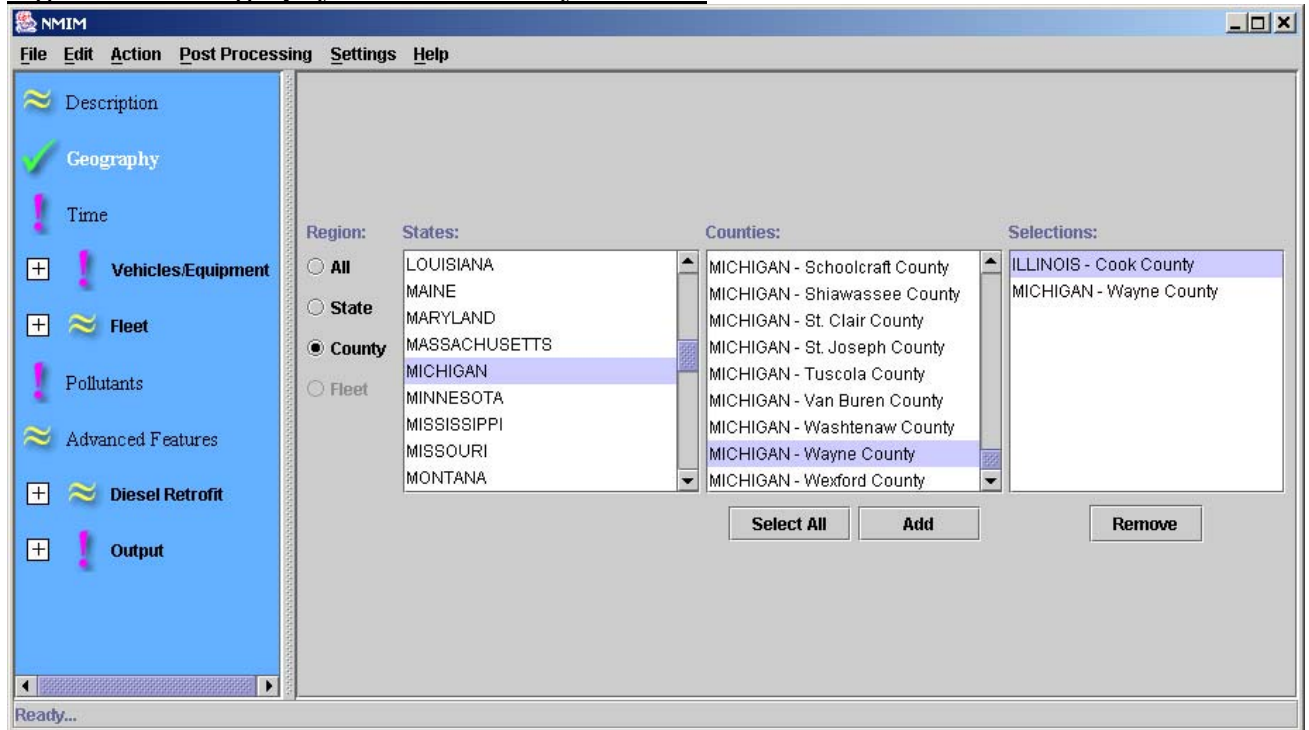 NMIM
File Edit Action Post Processing Settings Help
Description
Geography
Time
Vehicles/Equipment
Fleet
Pollutants
Advanced Features
Diesel Retrofit
Output
Region:
All
State
County
Fleet
States:
LOUISIANA
MAINE
MARYLAND
MASSACHUSETTS
MICHIGAN
MINNESOTA
MISSISSIPPI
MISSOURI
MONTANA
Counties:
MICHIGAN - Schoolcraft County
MICHIGAN - Shiawassee County
MICHIGAN - St. Clair County
MICHIGAN - St. Joseph County
MICHIGAN - Tuscola County
MICHIGAN - Van Buren County
MICHIGAN - Washtenaw County
MICHIGAN - Wayne County
MICHIGAN - Wexford County
Select All Add
Selections:
ILLINOIS - Cook County
MICHIGAN - Wayne County
Remove
Ready...